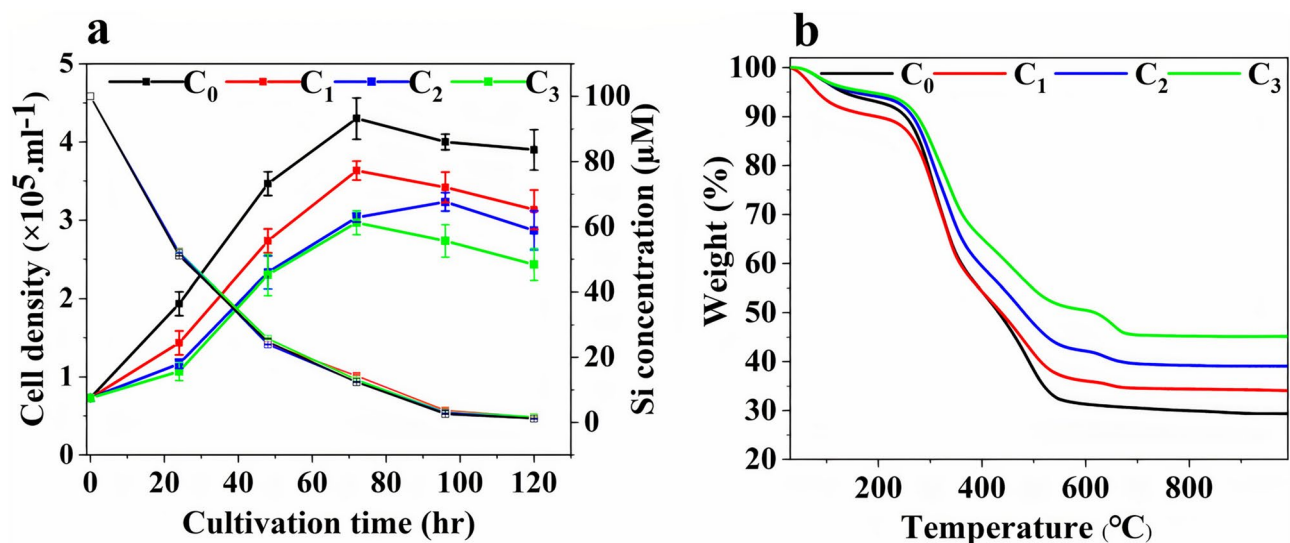 a
C0 C1 C2 C3
Cell density (×10⁵.ml⁻¹)
5
4
3
2
1
0
Si concentration (µM)
100
80
60
40
20
0
0 20 40 60 80 100 120
Cultivation time (hr)
b
C0 C1 C2 C3
Weight (%)
100
90
80
70
60
50
40
30
20
200 400 600 800
Temperature (°C)